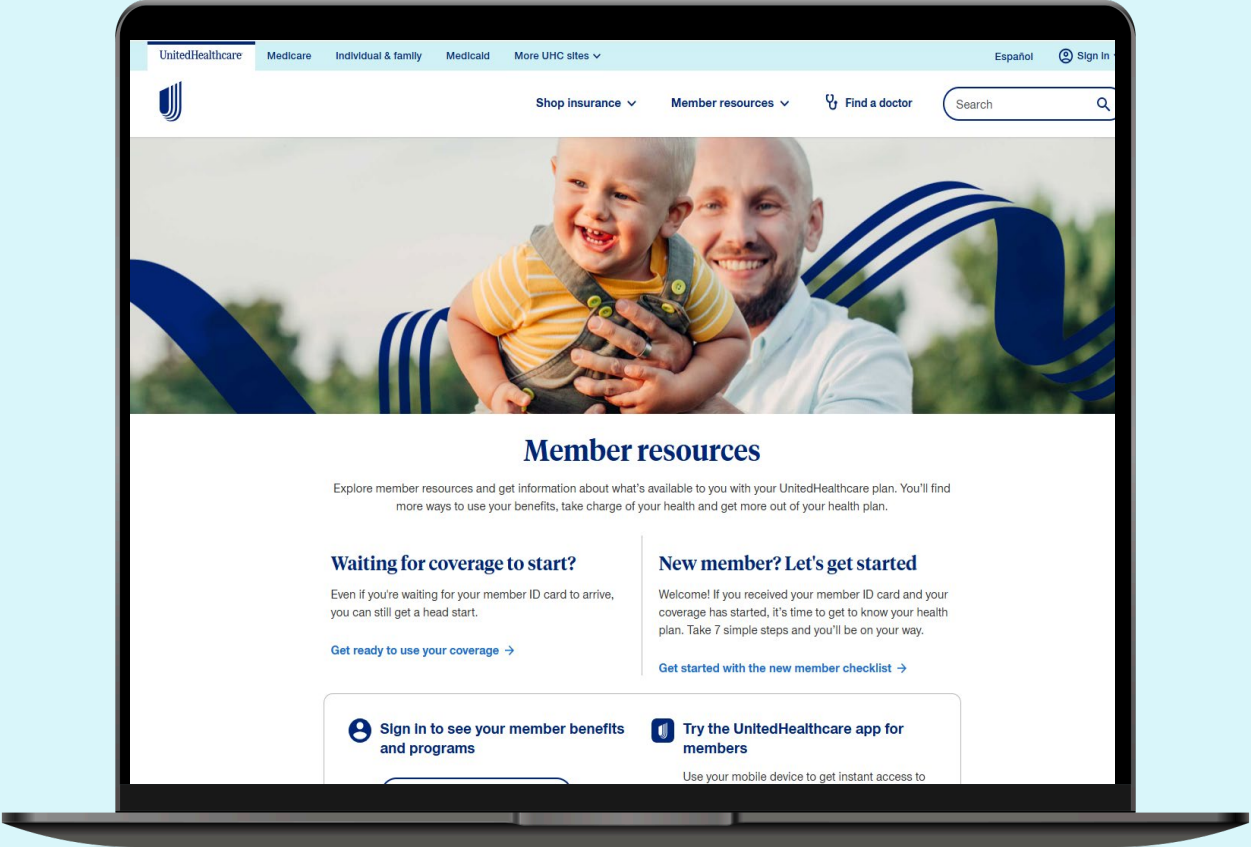 UnitedHealthcare Medicare Individual & family Medicaid More UHC sites Español Sign in
Shop insurance Member resources Find a doctor Search
Member resources
Explore member resources and get information about what's available to you with your UnitedHealthcare plan. You'll find
more ways to use your benefits, take charge of your health and get more out of your health plan.
Waiting for coverage to start?
Even if you're waiting for your member ID card to arrive,
you can still get a head start.
Get ready to use your coverage →
New member? Let's get started
Welcome! If you received your member ID card and your
coverage has started, it's time to get to know your health
plan. Take 7 simple steps and you'll be on your way.
Get started with the new member checklist →
Sign in to see your member benefits
and programs
Try the UnitedHealthcare app for
members
Use your mobile device to get instant access to